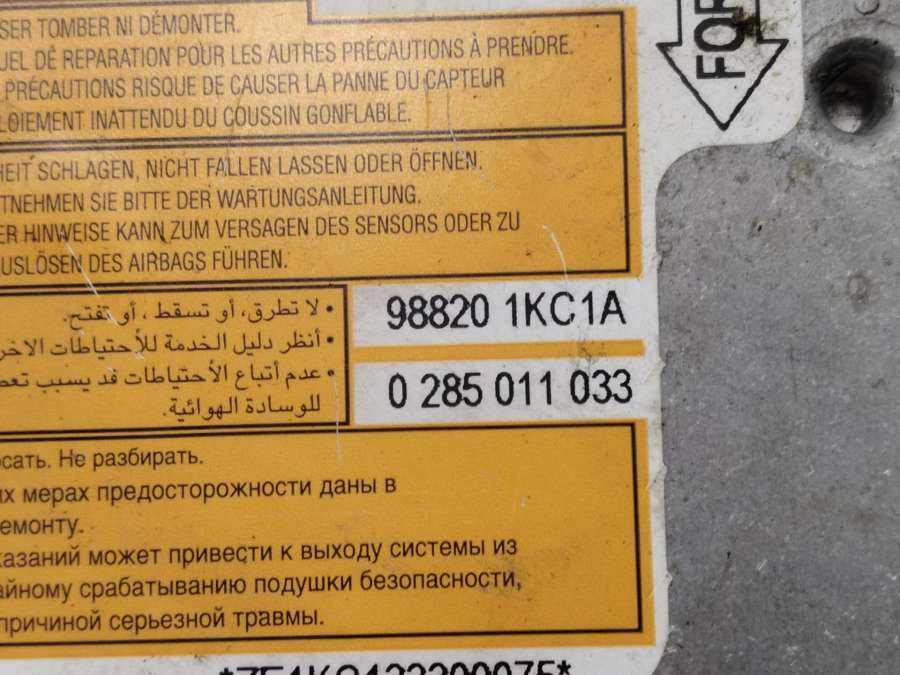 SER TOMBER NI DÉMONTER.
UEL DE RÉPARATION POUR LES AUTRES PRÉCAUTIONS À PRENDRE.
PRÉCAUTIONS RISQUE DE CAUSER LA PANNE DU CAPTEUR
LOIEMENT INATTENDU DU COUSSIN GONFLABLE.
FOR
HEIT SCHLAGEN, NICHT FALLEN LASSEN ODER ÖFFNEN.
TNEHMEN SIE BITTE DER WARTUNGSANLEITUNG.
ER HINWEISE KANN ZUM VERSAGEN DES SENSORS ODER ZU
AUSLÖSEN DES AIRBAGS FÜHREN.
• لا تطرق، أو تسقط ، أو تفتح.
• أنظر دليل الخدمة للأحتياطات الاخر
• عدم أتباع الأحتياطات قد يسبب تعط
للوسادة الهوائية.
98820 1KC1A
0 285 011 033
осать. Не разбирать.
их мерах предосторожности даны в
емонту.
казаний может привести к выходу системы из
айному срабатыванию подушки безопасности,
причиной серьезной травмы.